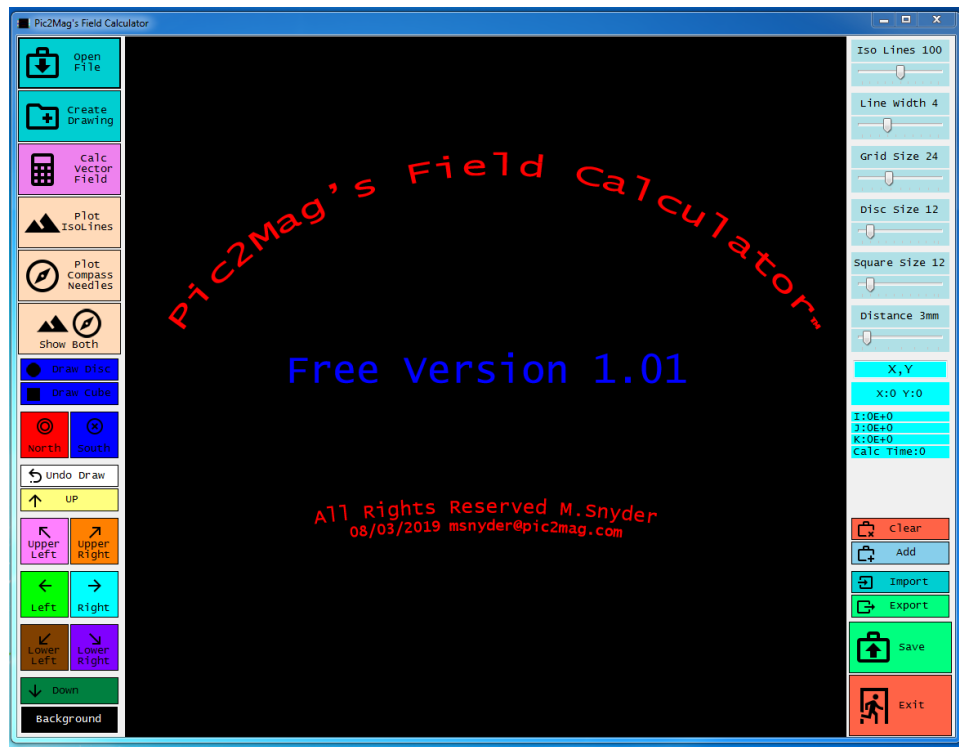 Pic2Mag's Field Calculator
Open
File
Create
Drawing
Calc
Vector
Field
Plot
IsoLines
Plot
Compass
Needles
Show Both
Draw Disc
Draw Cube
North
South
Undo Draw
UP
Upper
Left
Upper
Right
Left
Right
Lower
Left
Lower
Right
Down
Background
Pic2Mag's Field Calculator™
Free Version 1.01
All Rights Reserved M.Snyder
08/03/2019 msnyder@pic2mag.com
Iso Lines 100
Line Width 4
Grid Size 24
Disc Size 12
Square Size 12
Distance 3mm
X,Y
X:0 Y:0
I:0E+0
J:0E+0
K:0E+0
Calc Time:0
Clear
Add
Import
Export
Save
Exit